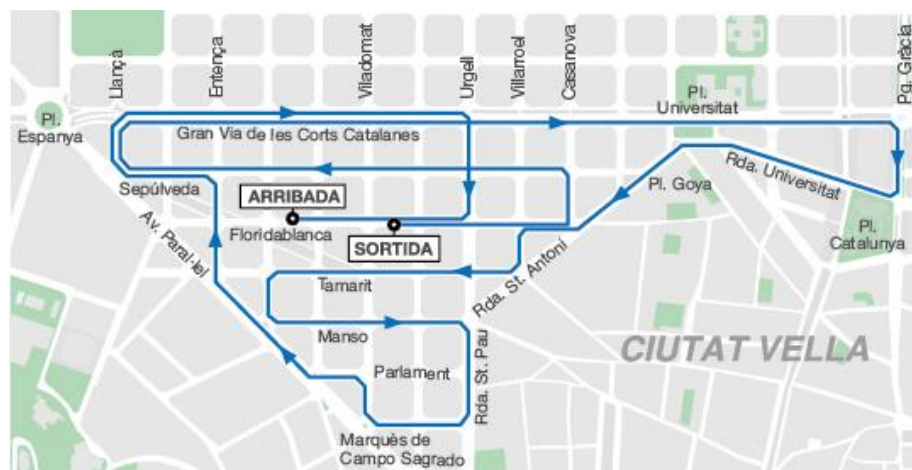 Llançà
Entença
Viladomat
Urgell
Villarroel
Casanova
Pg. Gràcia
Pl.
Espanya
Pl.
Universitat
Gran Via de les Corts Catalanes
Sepúlveda
ARRIBADA
Floridablanca
SORTIDA
Pl. Goya
Rda. Universitat
Pl.
Catalunya
Av. Paral·lel
Rda. St. Antoni
Tamarit
Manso
Parlament
Rda. St. Pau
CIUTAT VELLA
Marquès de
Campo Sagrado